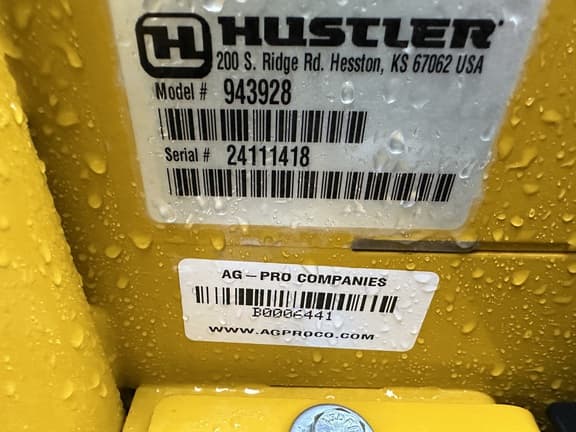 H HUSTLER
200 S. Ridge Rd. Hesston, KS 67062 USA
Model # 943928
Serial # 24111418
AG-PRO COMPANIES
B0006441
WWW.AGPROCO.COM